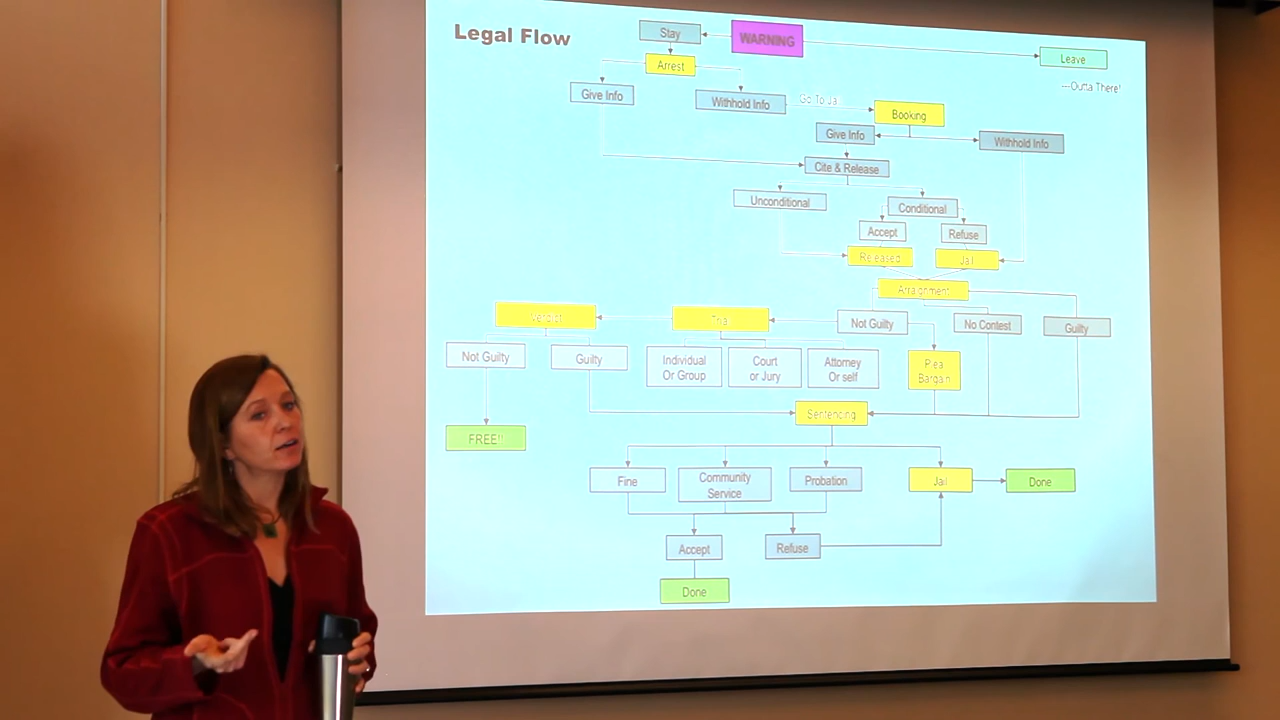 Legal Flow
Stay
WARNING
Leave
---Outta There!
Arrest
Give Info
Withhold Info
Go To Ja
Booking
Give Info
Withhold Info
Cite & Release
Unconditional
Conditional
Accept
Refuse
Released
Jail
Arraignment
Verdict
Trial
Not Guilty
No Contest
Guilty
Not Guilty
Guilty
Individual
Or Group
Court
or Jury
Attorney
Or self
Plea
Bargain
Sentencing
FREE!!
Fine
Community
Service
Probation
Jail
Done
Accept
Refuse
Done